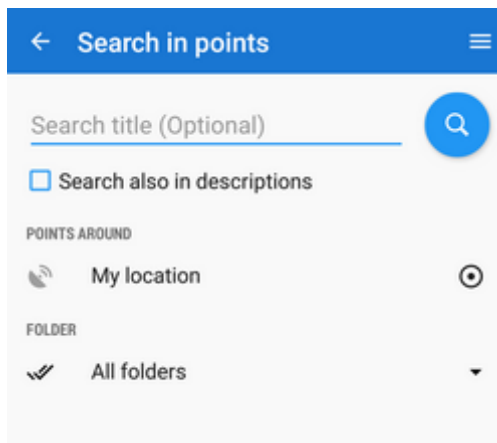 Search in points
Search title (Optional)
Search also in descriptions
POINTS AROUND
My location
FOLDER
All folders